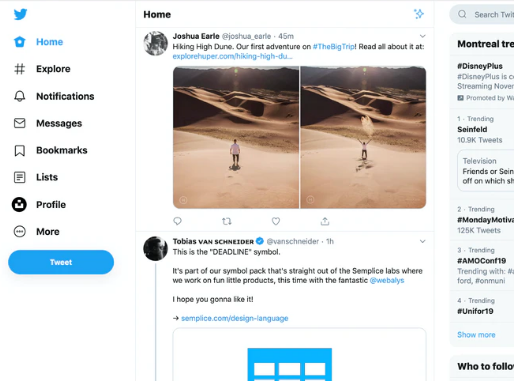 Home
Explore
Notifications
Messages
Bookmarks
Lists
Profile
More
Tweet
Home
Joshua Earle @joshua_earle · 45m
Hiking High Dune. Our first adventure on #TheBigTrip! Read all about it at:
explorehuper.com/hiking-high-du...
Tobias VAN SCHNEIDER @vanschneider · 1h
This is the "DEADLINE" symbol.
It's part of our symbol pack that's straight out of the Semplice labs where
we work on fun little products, this time with the fantastic @webalys
I hope you gonna like it!
→ semplice.com/design-language
Search Twit
Montreal tre
#DisneyPlus
#DisneyPlus is c
Streaming Novem
Promoted by Wa
1 · Trending
Seinfeld
10.9K Tweets
Television
Friends or Sein
off on which sh
2 · Trending
#MondayMotiva
125K Tweets
3 · Trending
#AMOConf19
Trending with: #a
ford, #onmuni
4 · Trending
#Unifor19
Show more
Who to follow